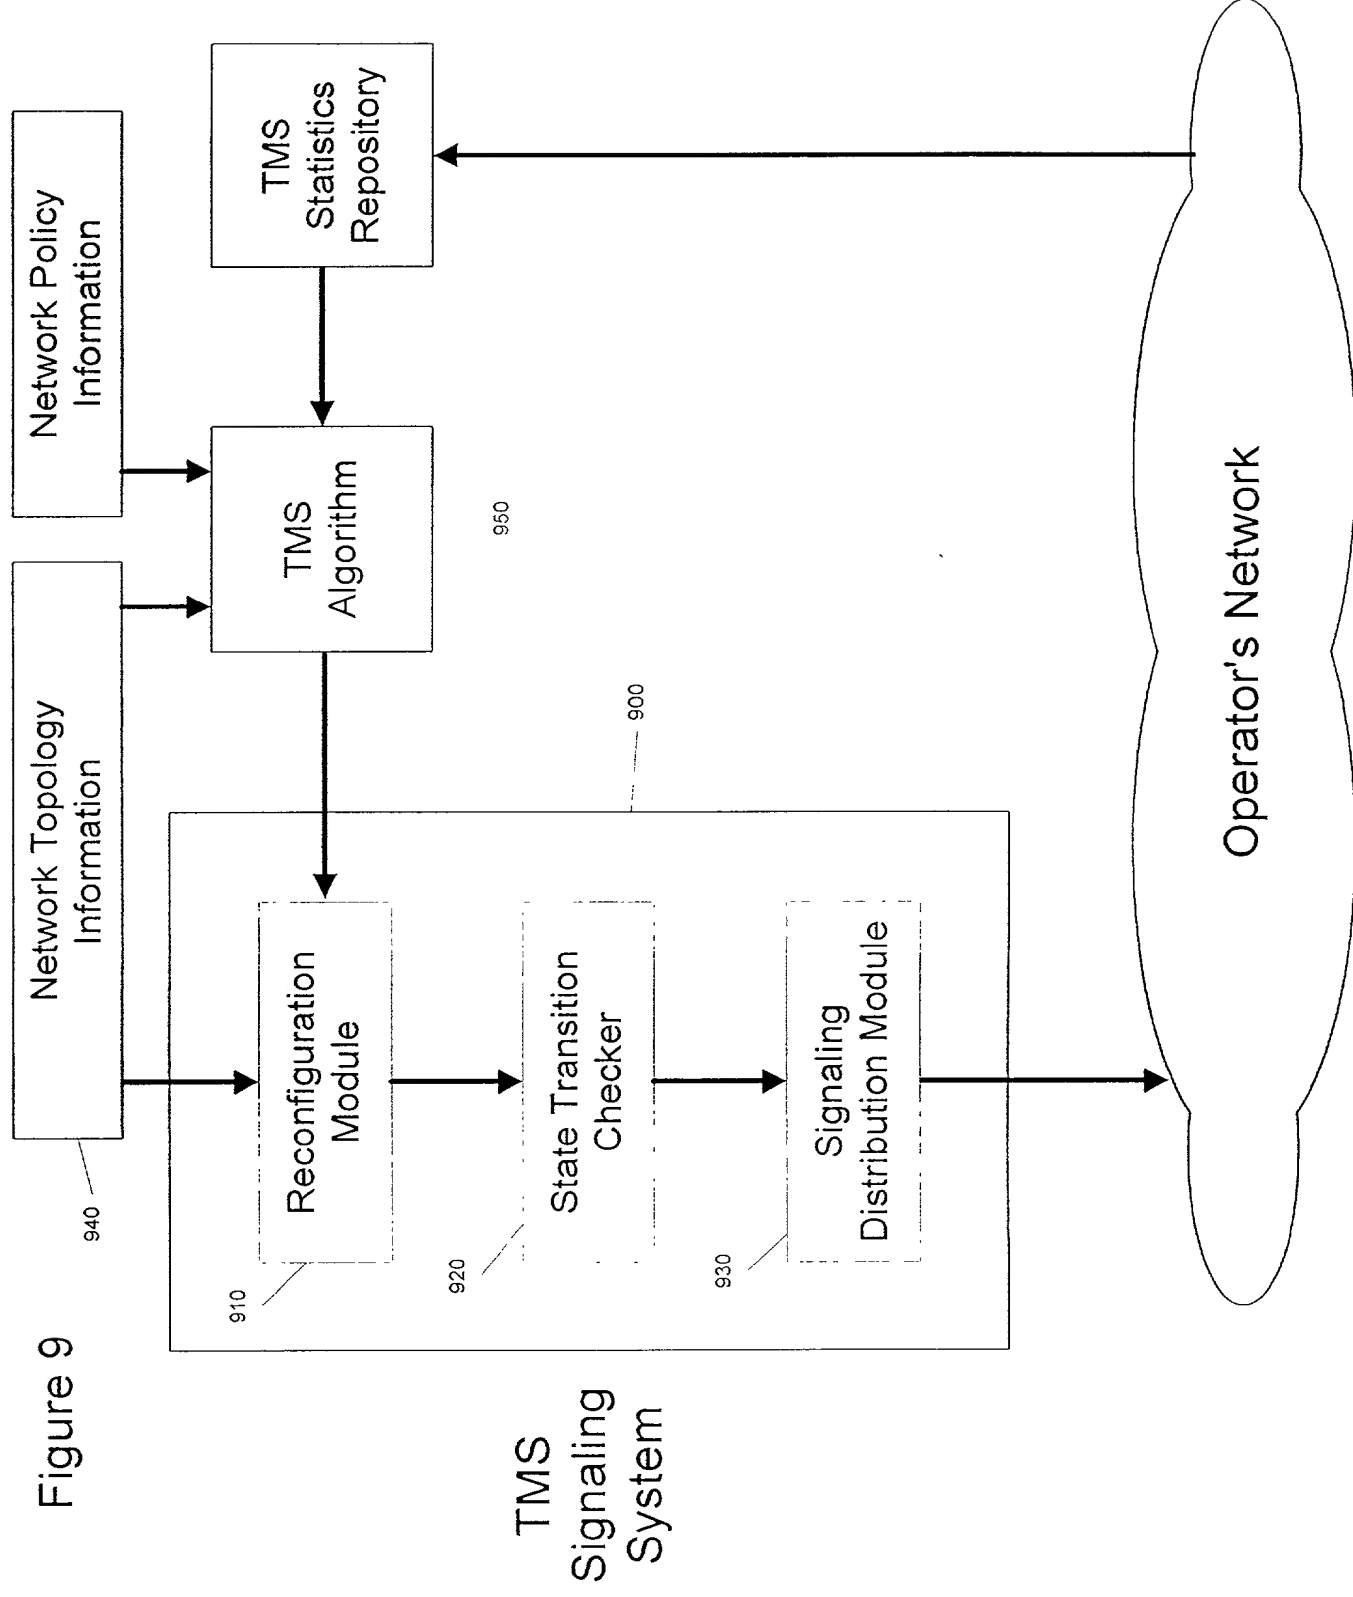 Figure 9
940
Network Topology
Information
Network Policy
Information
910
Reconfiguration
Module
TMS
Algorithm
950
TMS
Statistics
Repository
900
TMS
Signaling
System
920
State Transition
Checker
930
Signaling
Distribution Module
Operator's Network